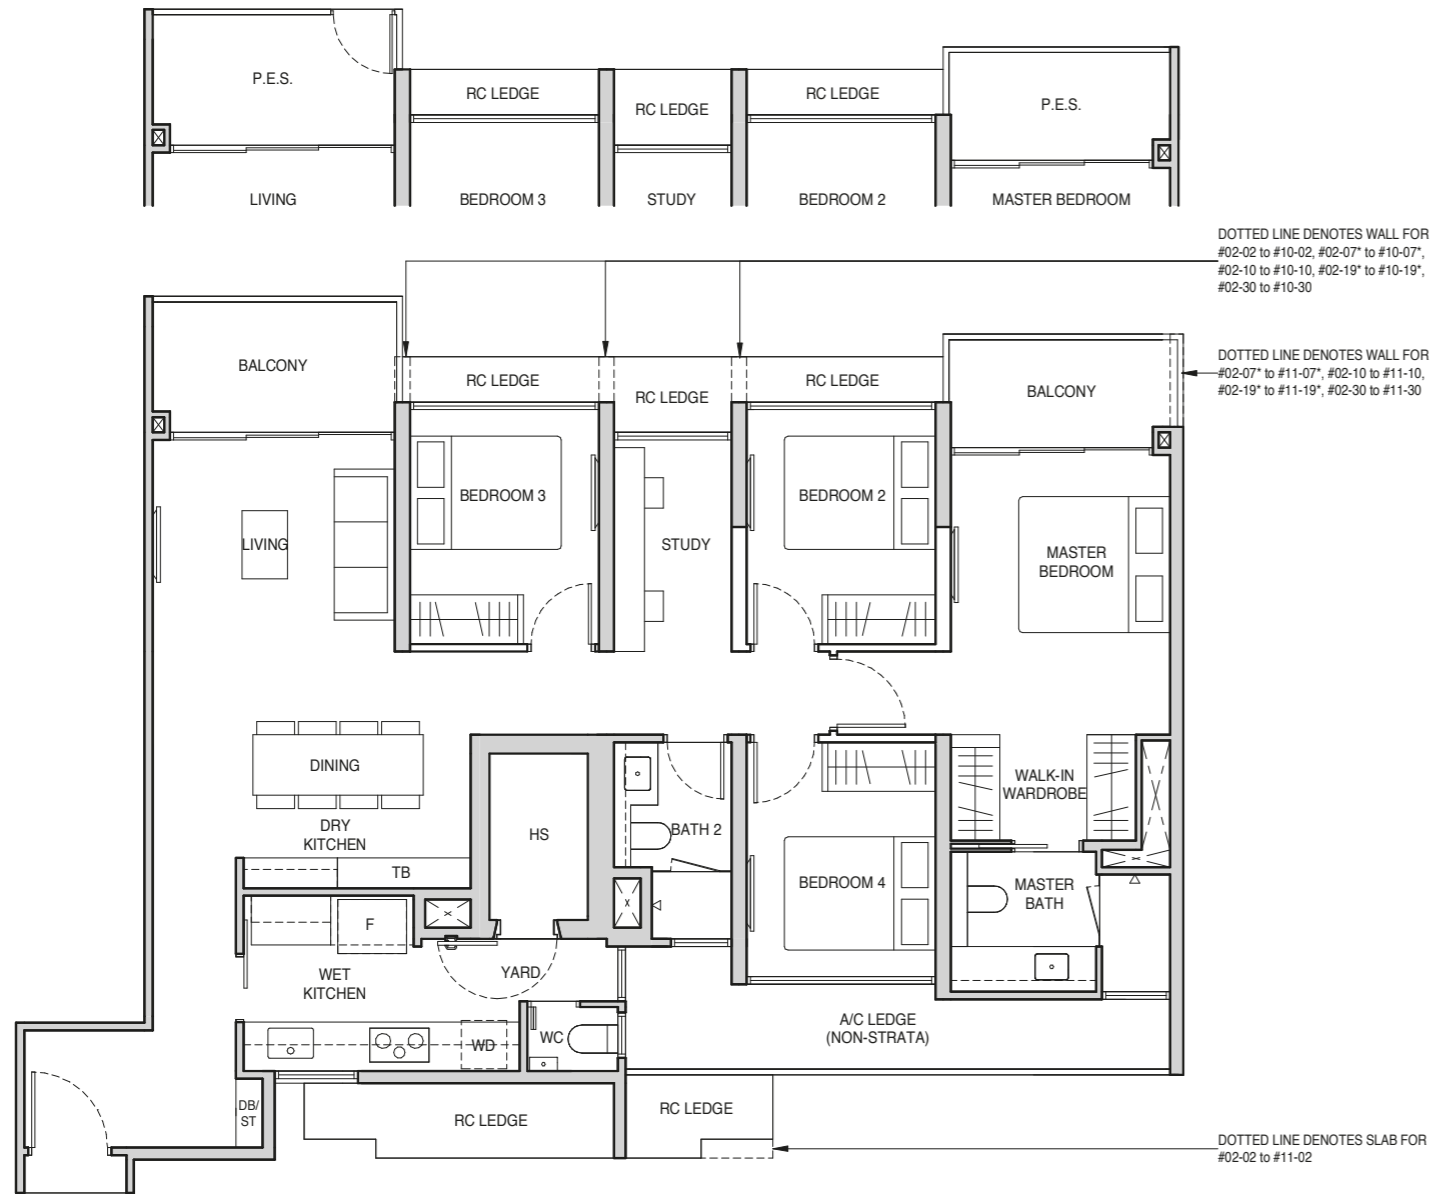 P.E.S.
RC LEDGE
RC LEDGE
RC LEDGE
P.E.S.
LIVING
BEDROOM 3
STUDY
BEDROOM 2
MASTER BEDROOM
DOTTED LINE DENOTES WALL FOR
#02-02 to #10-02, #02-07* to #10-07*,
#02-10 to #10-10, #02-19* to #10-19*,
#02-30 to #10-30
BALCONY
RC LEDGE
RC LEDGE
RC LEDGE
BALCONY
DOTTED LINE DENOTES WALL FOR
#02-07* to #11-07*, #02-10 to #11-10,
#02-19* to #11-19*, #02-30 to #11-30
LIVING
BEDROOM 3
STUDY
BEDROOM 2
MASTER
BEDROOM
DINING
DRY
KITCHEN
TB
HS
BATH 2
WALK-IN
WARDROBE
BEDROOM 4
MASTER
BATH
F
WET
KITCHEN
YARD
WD
WC
A/C LEDGE
(NON-STRATA)
DB/
ST
RC LEDGE
RC LEDGE
DOTTED LINE DENOTES SLAB FOR
#02-02 to #11-02